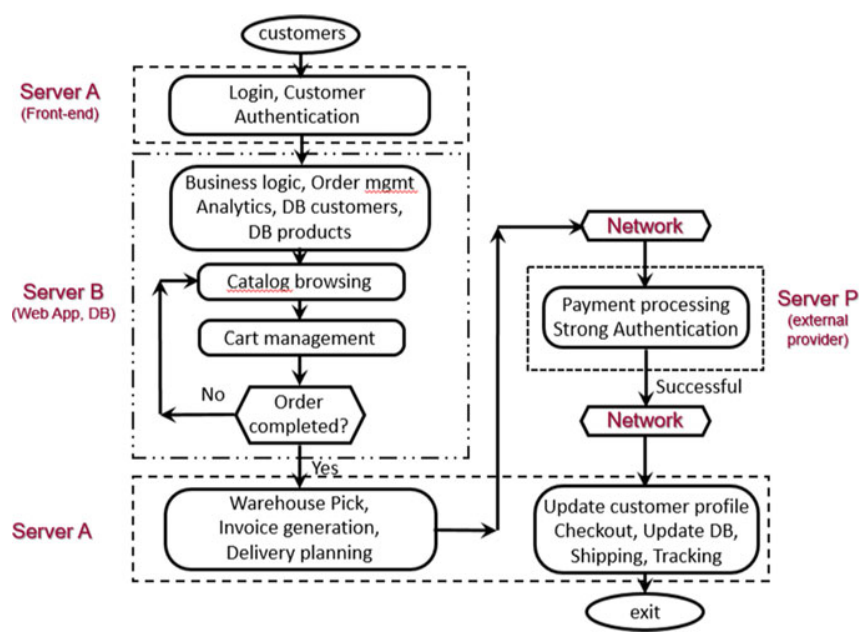 customers
Server A
(Front-end)
Login, Customer
Authentication
Business logic, Order mgmt
Analytics, DB customers,
DB products
Server B
(Web App, DB)
Catalog browsing
Cart management
No
Order
completed?
Yes
Server A
Warehouse Pick,
Invoice generation,
Delivery planning
Network
Payment processing
Strong Authentication
Server P
(external
provider)
Successful
Network
Update customer profile
Checkout, Update DB,
Shipping, Tracking
exit